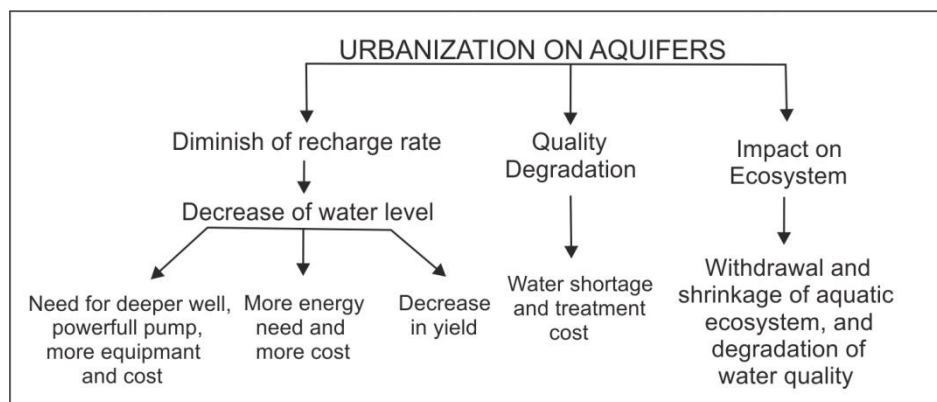 URBANIZATION ON AQUIFERS
Diminish of recharge rate
Quality
Degradation
Impact on
Ecosystem
Decrease of water level
Need for deeper well,
powerfull pump,
more equipmant
and cost
More energy
need and
more cost
Decrease
in yield
Water shortage
and treatment
cost
Withdrawal and
shrinkage of aquatic
ecosystem, and
degradation of
water quality